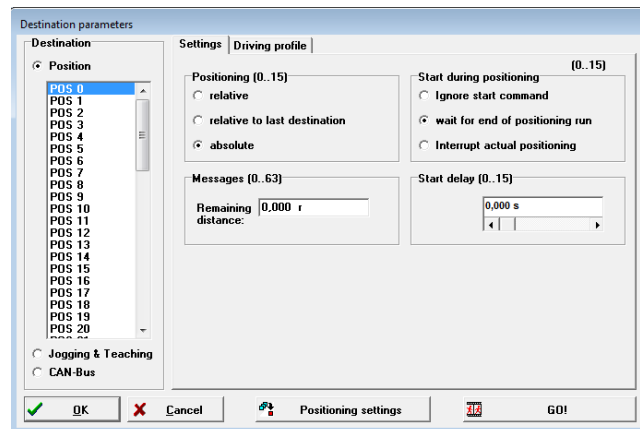 Destination parameters
Destination
Position
POS 0
POS 1
POS 2
POS 3
POS 4
POS 5
POS 6
POS 7
POS 8
POS 9
POS 10
POS 11
POS 12
POS 13
POS 14
POS 15
POS 16
POS 17
POS 18
POS 19
POS 20
Jogging & Teaching
CAN-Bus
Settings
Driving profile
(0..15)
Positioning (0..15)
relative
relative to last destination
absolute
Start during positioning
Ignore start command
wait for end of positioning run
Interrupt actual positioning
Messages (0..63)
Remaining distance:
0,000 r
Start delay (0..15)
0,000 s
OK
Cancel
Positioning settings
GO!